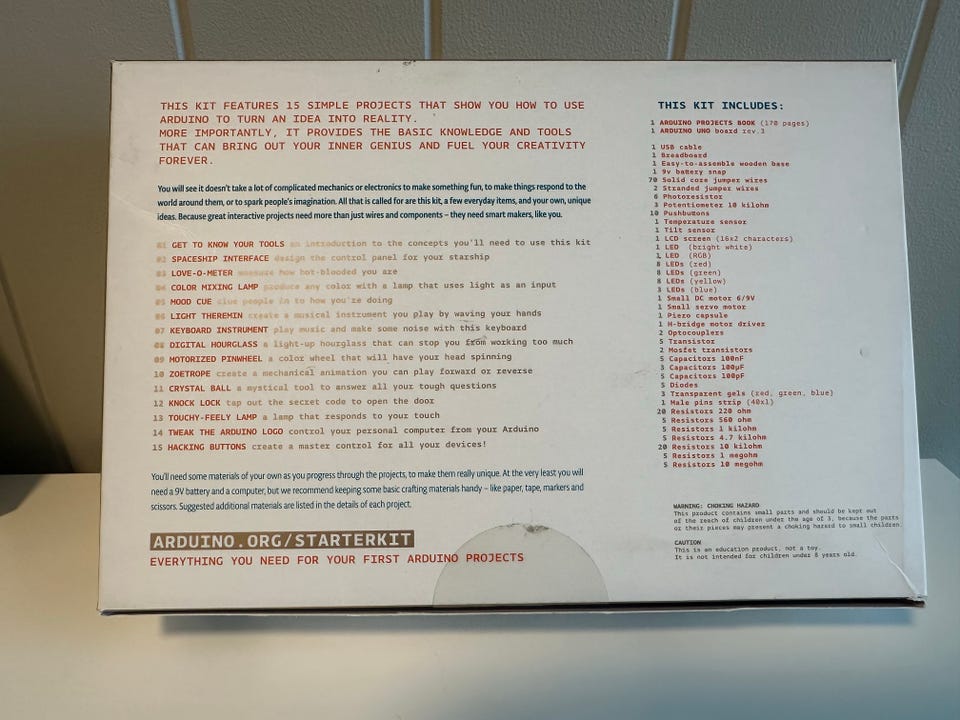 THIS KIT FEATURES 15 SIMPLE PROJECTS THAT SHOW YOU HOW TO USE
ARDUINO TO TURN AN IDEA INTO REALITY.
MORE IMPORTANTLY, IT PROVIDES THE BASIC KNOWLEDGE AND TOOLS
THAT CAN BRING OUT YOUR INNER GENIUS AND FUEL YOUR CREATIVITY
FOREVER.
You will see it doesn't take a lot of complicated mechanics or electronics to make something fun, to make things respond to the
world around them, or to spark people's imagination. All that is called for are this kit, a few everyday items, and your own, unique
ideas. Because great interactive projects need more than just wires and components – they need smart makers, like you.
01 GET TO KNOW YOUR TOOLS an introduction to the concepts you'll need to use this kit
02 SPACESHIP INTERFACE design the control panel for your starship
03 LOVE-O-METER measure how hot-blooded you are
04 COLOR MIXING LAMP produce any color with a lamp that uses light as an input
05 MOOD CUE clue people in to how you're doing
06 LIGHT THEREMIN create a musical instrument you play by waving your hands
07 KEYBOARD INSTRUMENT play music and make some noise with this keyboard
08 DIGITAL HOURGLASS a light-up hourglass that can stop you from working too much
09 MOTORIZED PINWHEEL a color wheel that will have your head spinning
10 ZOETROPE create a mechanical animation you can play forward or reverse
11 CRYSTAL BALL a mystical tool to answer all your tough questions
12 KNOCK LOCK tap out the secret code to open the door
13 TOUCHY-FEELY LAMP a lamp that responds to your touch
14 TWEAK THE ARDUINO LOGO control your personal computer from your Arduino
15 HACKING BUTTONS create a master control for all your devices!
You'll need some materials of your own as you progress through the projects, to make them really unique. At the very least you will
need a 9V battery and a computer, but we recommend keeping some basic crafting materials handy – like paper, tape, markers and
scissors. Suggested additional materials are listed in the details of each project.
ARDUINO.ORG/STARTERKIT
EVERYTHING YOU NEED FOR YOUR FIRST ARDUINO PROJECTS
THIS KIT INCLUDES:
1 ARDUINO PROJECTS BOOK (170 pages)
1 ARDUINO UNO board rev.3
1 USB cable
1 Breadboard
1 Easy-to-assemble wooden base
1 9v battery snap
70 Solid core jumper wires
2 Stranded jumper wires
6 Photoresistor
3 Potentiometer 10 kilohm
10 Pushbuttons
1 Temperature sensor
1 Tilt sensor
1 LCD screen (16x2 characters)
1 LED (bright white)
1 LED (RGB)
8 LEDs (red)
8 LEDs (green)
8 LEDs (yellow)
3 LEDs (blue)
1 Small DC motor 6/9V
1 Small servo motor
1 Piezo capsule
1 H-bridge motor driver
2 Optocouplers
5 Transistor
2 Mosfet transistors
5 Capacitors 100nF
3 Capacitors 100µF
5 Capacitors 100pF
5 Diodes
3 Transparent gels (red, green, blue)
1 Male pins strip (40x1)
20 Resistors 220 ohm
5 Resistors 560 ohm
5 Resistors 1 kilohm
5 Resistors 4.7 kilohm
20 Resistors 10 kilohm
5 Resistors 1 megohm
5 Resistors 10 megohm
WARNING: CHOKING HAZARD
This product contains small parts and should be kept out
of the reach of children under the age of 3, because the parts
or their pieces may present a choking hazard to small children.
CAUTION
This is an education product, not a toy.
It is not intended for children under 8 years old.